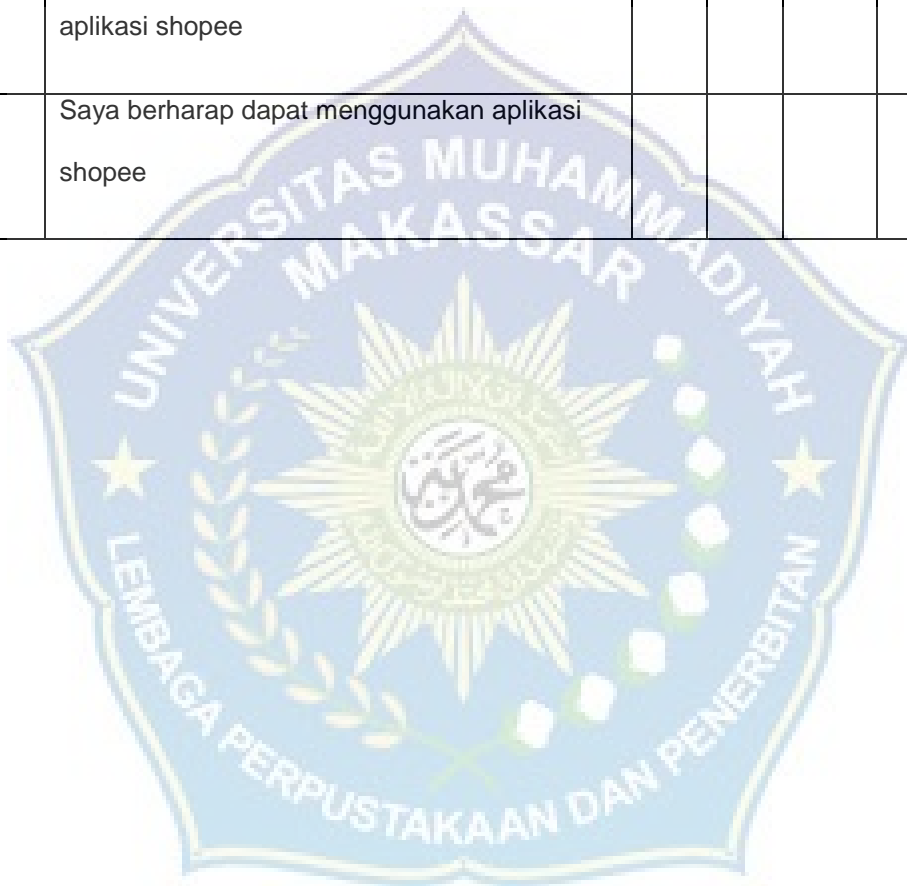 aplikasi shopee
Saya berharap dapat menggunakan aplikasi
shopee
UNIVERSITAS MUHAMMADIYAH
MAKASSAR
LEMBAGA PERPUSTAKAAN DAN PENERBITAN